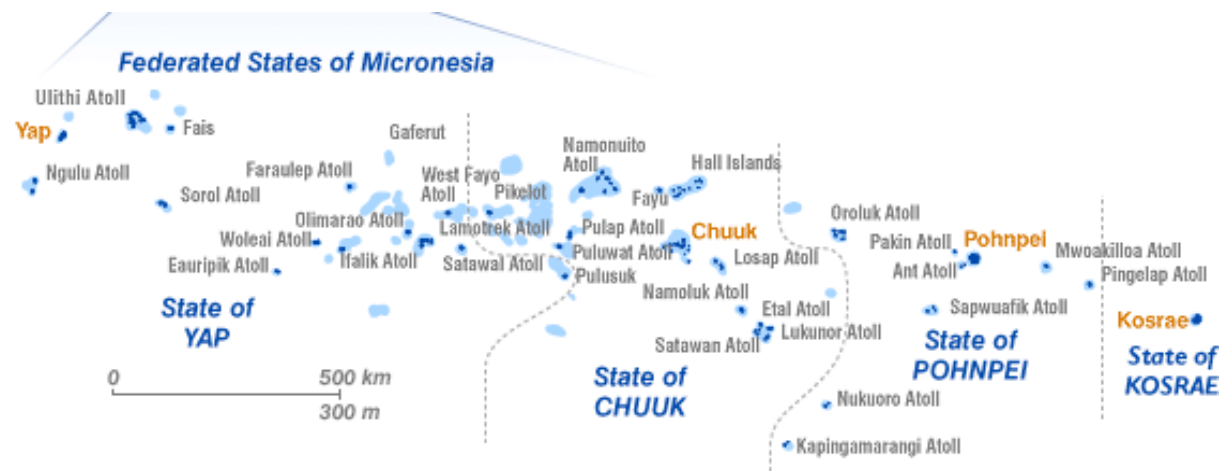 Federated States of Micronesia
Ulithi Atoll
Yap
Fais
Ngulu Atoll
Sorol Atoll
Gaferut
Faraulep Atoll
West Fayo
Atoll
Pikelot
Namonuito
Atoll
Hall Islands
Fayu
Olimarao Atoll
Lamotrek Atoll
Pulap Atoll
Chuuk
Woleai Atoll
Ifalik Atoll
Satawal Atoll
Puluwat Atoll
Losap Atoll
Eauripik Atoll
Pulusuk
Namoluk Atoll
Etal Atoll
Lukunor Atoll
Satawan Atoll
Oroluk Atoll
Pakin Atoll
Pohnpei
Ant Atoll
Mwoakilloa Atoll
Pingelap Atoll
Sapwuafik Atoll
Kosrae
State of
YAP
State of
CHUUK
State of
POHNPEI
State of
KOSRAE
Nukuoro Atoll
Kapingamarangi Atoll
0
500 km
300 m